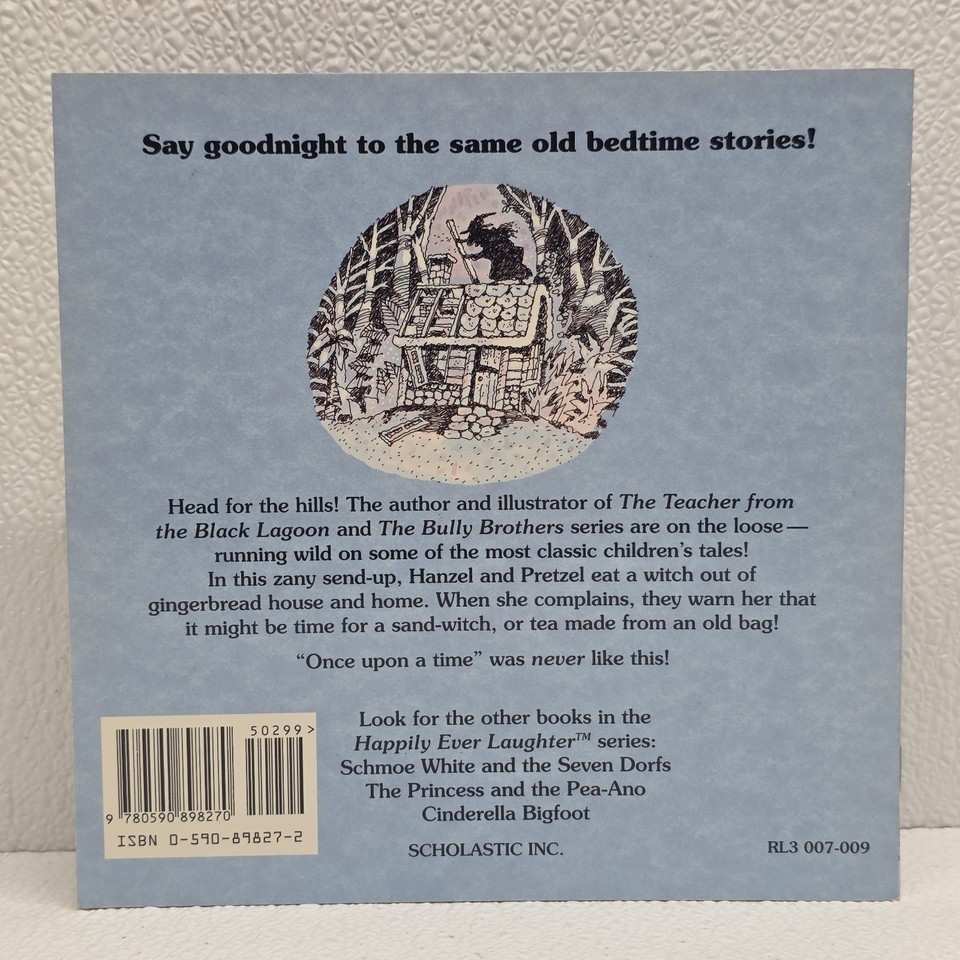 Say goodnight to the same old bedtime stories!
Head for the hills! The author and illustrator of The Teacher from
the Black Lagoon and The Bully Brothers series are on the loose—
running wild on some of the most classic children's tales!
In this zany send-up, Hanzel and Pretzel eat a witch out of
gingerbread house and home. When she complains, they warn her that
it might be time for a sand-witch, or tea made from an old bag!
“Once upon a time” was never like this!
Look for the other books in the
Happily Ever Laughter™ series:
Schmoe White and the Seven Dorfs
The Princess and the Pea-Ano
Cinderella Bigfoot
SCHOLASTIC INC.
RL3 007-009
50299>
9 780590 898270
ISBN 0-590-89827-2